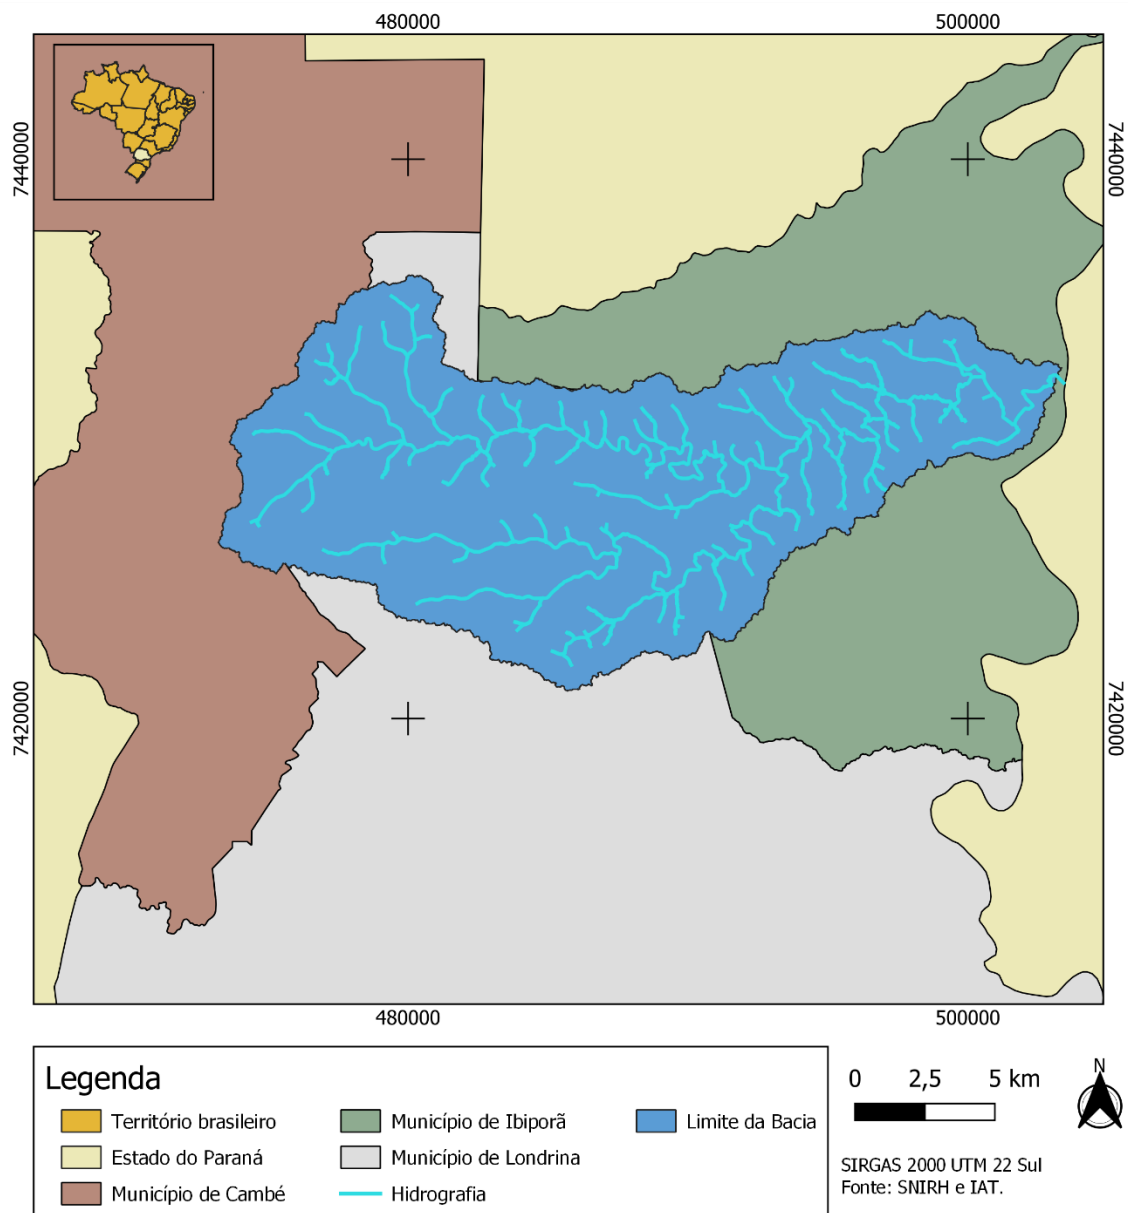 480000 500000
7440000 7440000
7420000 7420000
480000 500000
Legenda
Território brasileiro
Estado do Paraná
Município de Cambé
Município de Ibiporã
Município de Londrina
Hidrografia
Limite da Bacia
0 2,5 5 km
N
SIRGAS 2000 UTM 22 Sul
Fonte: SNIRH e IAT.